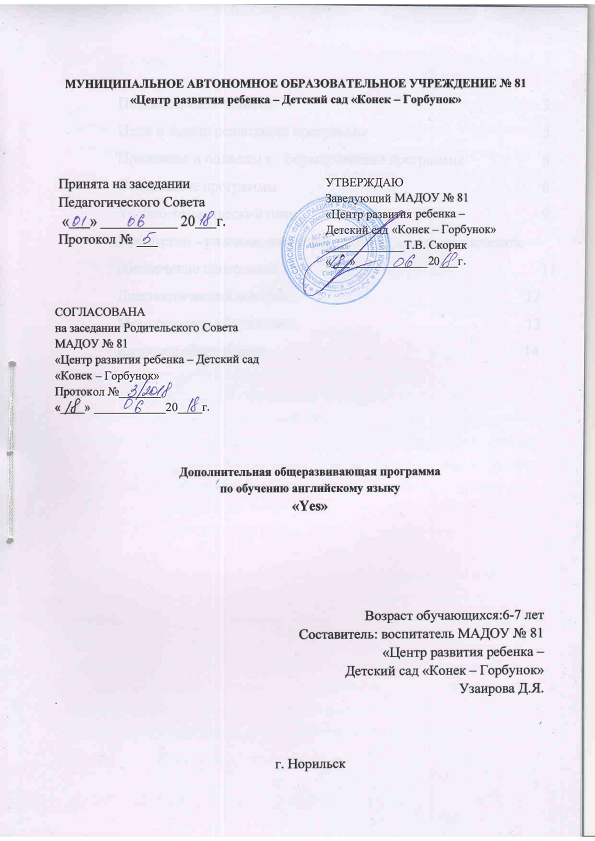 МУНИЦИПАЛЬНОЕ АВТОНОМНОЕ ОБРАЗОВАТЕЛЬНОЕ УЧРЕЖДЕНИЕ № 81
«Центр развития ребенка – Детский сад «Конек – Горбунок»
Принята на заседании
Педагогического Совета
«01» 06 2018г.
Протокол № 5
УТВЕРЖДАЮ
Заведующий МАДОУ № 81
«Центр развития ребенка –
Детский сад «Конек – Горбунок»
Т.В. Скорик
«18» 06 2018г.
СОГЛАСОВАНА
на заседании Родительского Совета
МАДОУ № 81
«Центр развития ребенка – Детский сад
«Конек – Горбунок»
Протокол № 3/2018
«18» 06 2018г.
Дополнительная общеразвивающая программа
по обучению английскому языку
«Yes»
Возраст обучающихся:6-7 лет
Составитель: воспитатель МАДОУ № 81
«Центр развития ребенка –
Детский сад «Конек – Горбунок»
Узаирова Д.Я.
г. Норильск